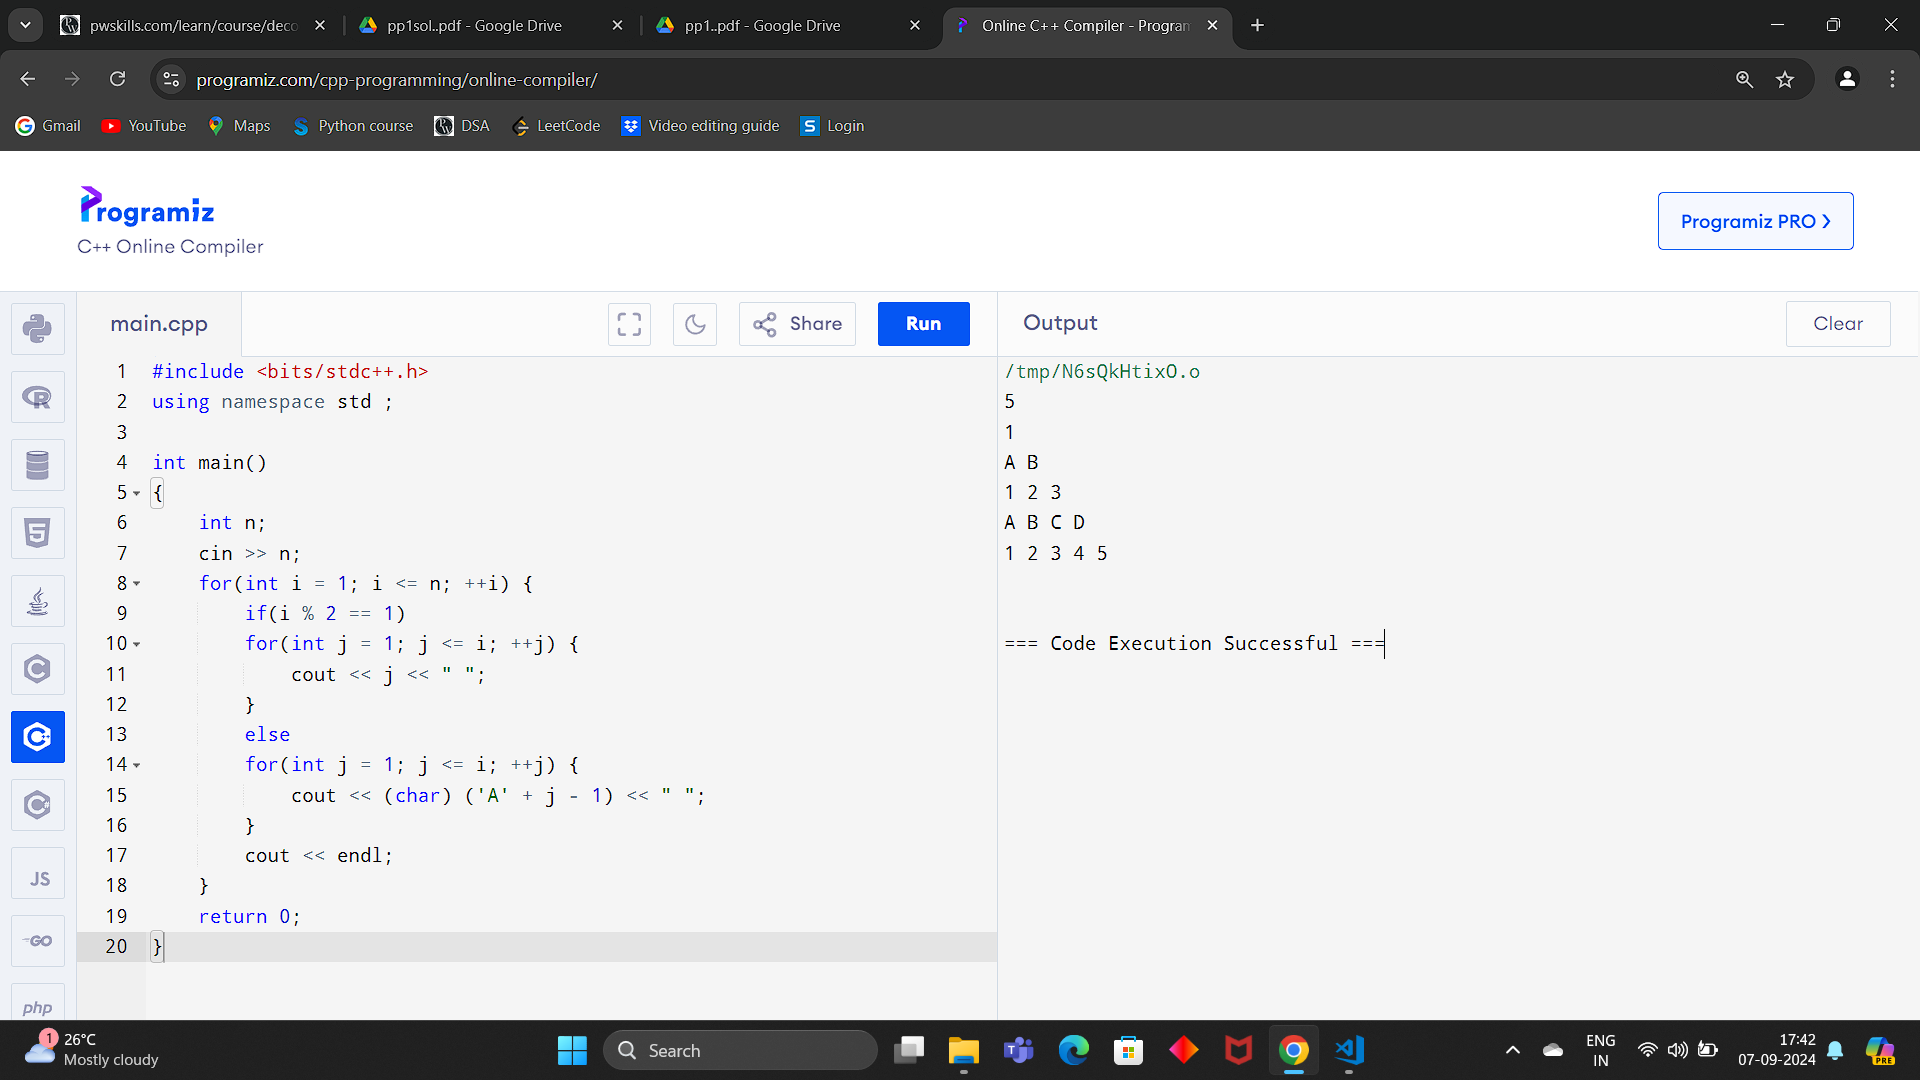 pwskills.com/learn/course/deco
pp1sol..pdf - Google Drive
pp1..pdf - Google Drive
Online C++ Compiler - Program
programiz.com/cpp-programming/online-compiler/
Gmail
YouTube
Maps
Python course
DSA
LeetCode
Video editing guide
S Login
Programiz
C++ Online Compiler
Programiz PRO
main.cpp
Share
Run
Output
Clear
1 #include <bits/stdc++.h>
2 using namespace std ;
3
4 int main()
5 {
6 int n;
7 cin >> n;
8 for(int i = 1; i <= n; ++i) {
9 if(i % 2 == 1)
10 for(int j = 1; j <= i; ++j) {
11 cout << j << " ";
12 }
13 else
14 for(int j = 1; j <= i; ++j) {
15 cout << (char) ('A' + j - 1) << " ";
16 }
17 cout << endl;
18 }
19 return 0;
20 }
/tmp/N6sQkHtixO.o
5
1
A B
1 2 3
A B C D
1 2 3 4 5
=== Code Execution Successful ===
R
5
C
C++
C#
JS
GO
php
1
26°C
Mostly cloudy
Search
ENG
IN
17:42
07-09-2024
PRE